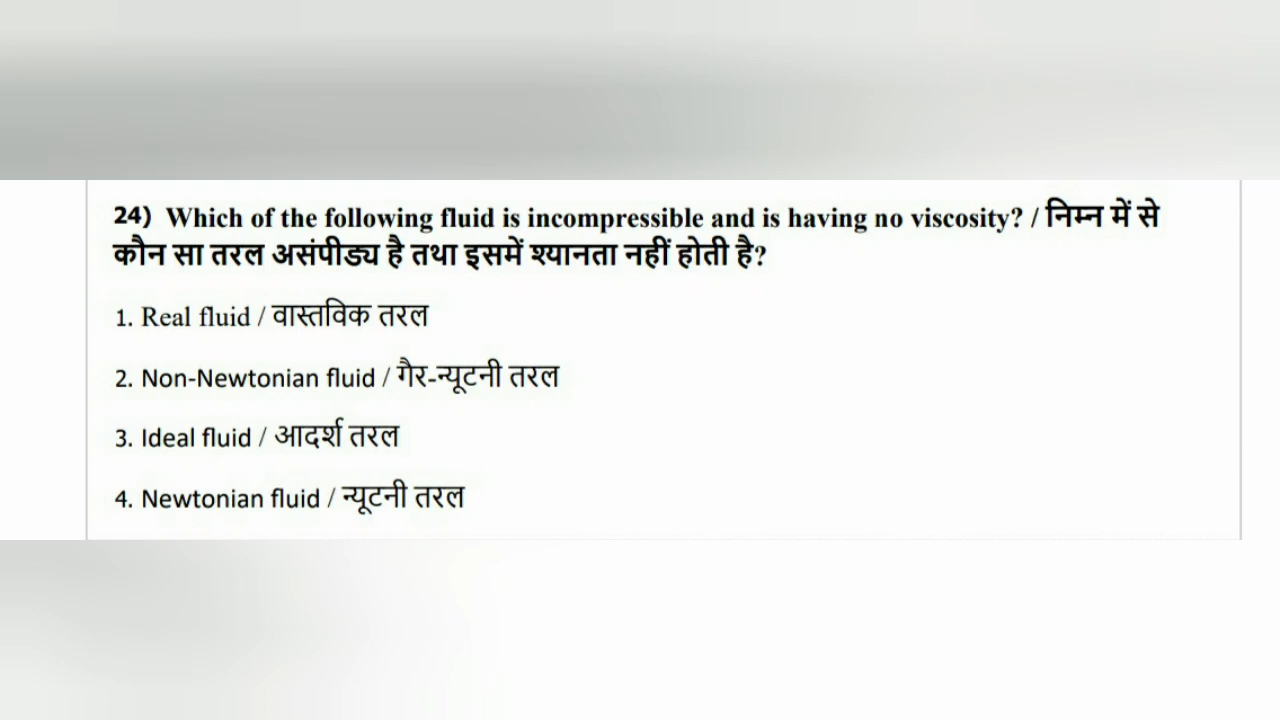 24) Which of the following fluid is incompressible and is having no viscosity? / निम्न में से
कौन सा तरल असंपीड्य है तथा इसमें श्यानता नहीं होती है?
1. Real fluid / वास्तविक तरल
2. Non-Newtonian fluid / गैर-न्यूटनी तरल
3. Ideal fluid / आदर्श तरल
4. Newtonian fluid / न्यूटनी तरल